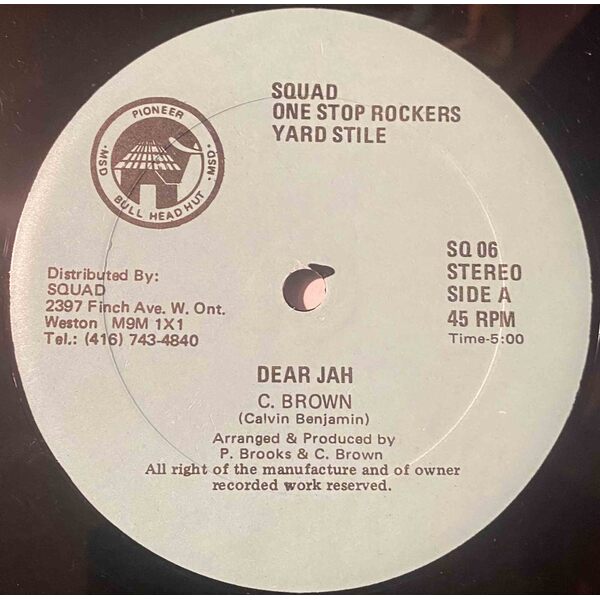 SQUAD
ONE STOP ROCKERS
YARD STILE
PIONEER
·MSD·
·MSD·
BULL HEAD HUT
SQ 06
STEREO
SIDE A
45 RPM
Time-5:00
Distributed By:
SQUAD
2397 Finch Ave. W. Ont.
Weston M9M 1X1
Tel.: (416) 743-4840
DEAR JAH
C. BROWN
(Calvin Benjamin)
Arranged & Produced by
P. Brooks & C. Brown
All right of the manufacture and of owner
recorded work reserved.